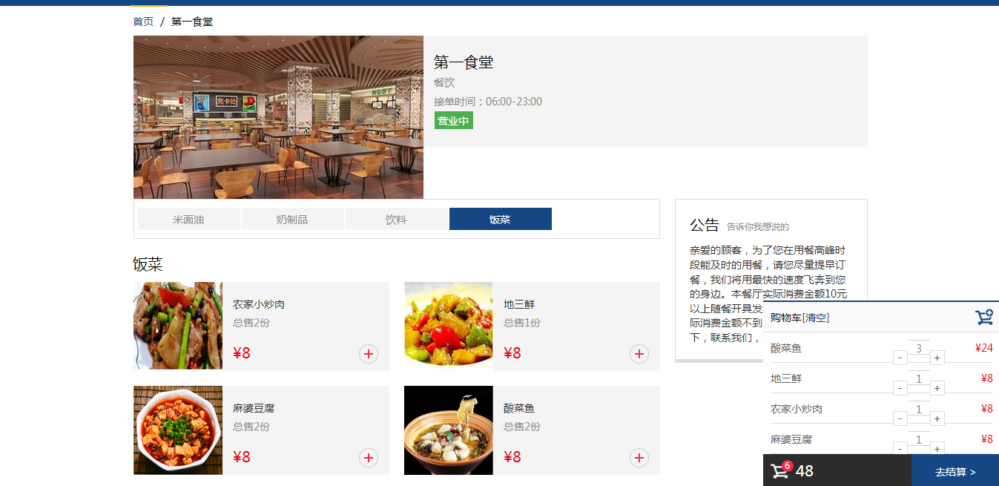 首页 / 第一食堂
充卡处
第一食堂
餐饮
接单时间：06:00-23:00
营业中
米面油 奶制品 饮料 饭菜
饭菜
农家小炒肉
总售2份
¥8
地三鲜
总售1份
¥8
麻婆豆腐
总售2份
¥8
酸菜鱼
总售2份
¥8
公告 告诉你我想说的
亲爱的顾客，为了您在用餐高峰时
段能及时的用餐，请您尽量提早订
餐，我们将用最快的速度飞奔到您
的身边。本餐厅实际消费金额10元
以上随餐开具发
际消费金额不到
下，联系我们，
购物车[清空]
酸菜鱼 - 3 + ¥24
地三鲜 - 1 + ¥8
农家小炒肉 - 1 + ¥8
麻婆豆腐 - 1 + ¥8
6 48 去结算 >